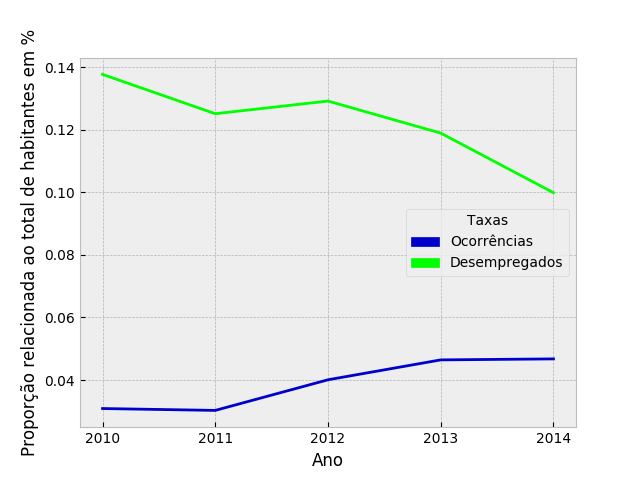 Proporção relacionada ao total de habitantes em %
0.14
0.12
0.10
0.08
0.06
0.04
Taxas
Ocorrências
Desempregados
2010 2011 2012 2013 2014
Ano